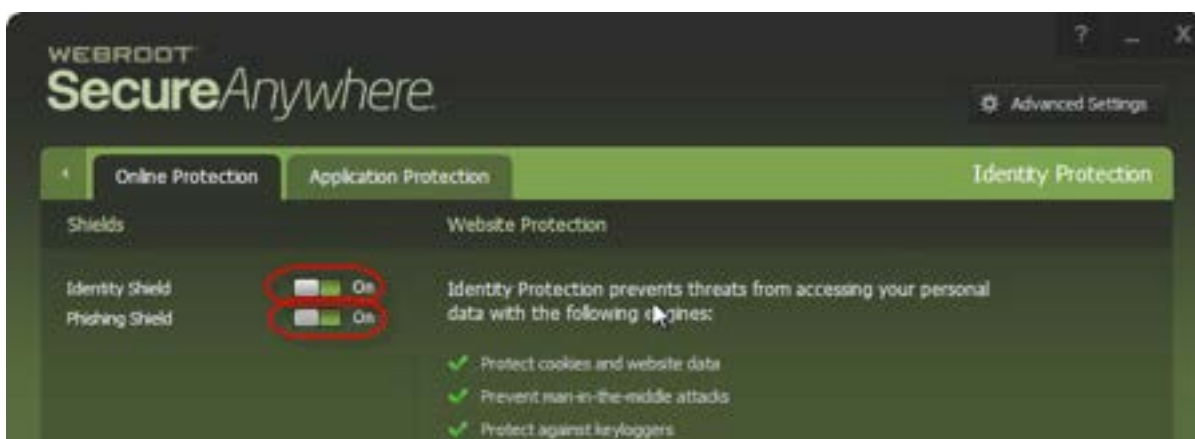 ? _ X
WEBROOT
SecureAnywhere
Advanced Settings
Online Protection
Application Protection
Identity Protection
Shields
Website Protection
Identity Shield On
Phishing Shield On
Identity Protection prevents threats from accessing your personal
data with the following engines:
Protect cookies and website data
Prevent man-in-the-middle attacks
Protect against keyloggers